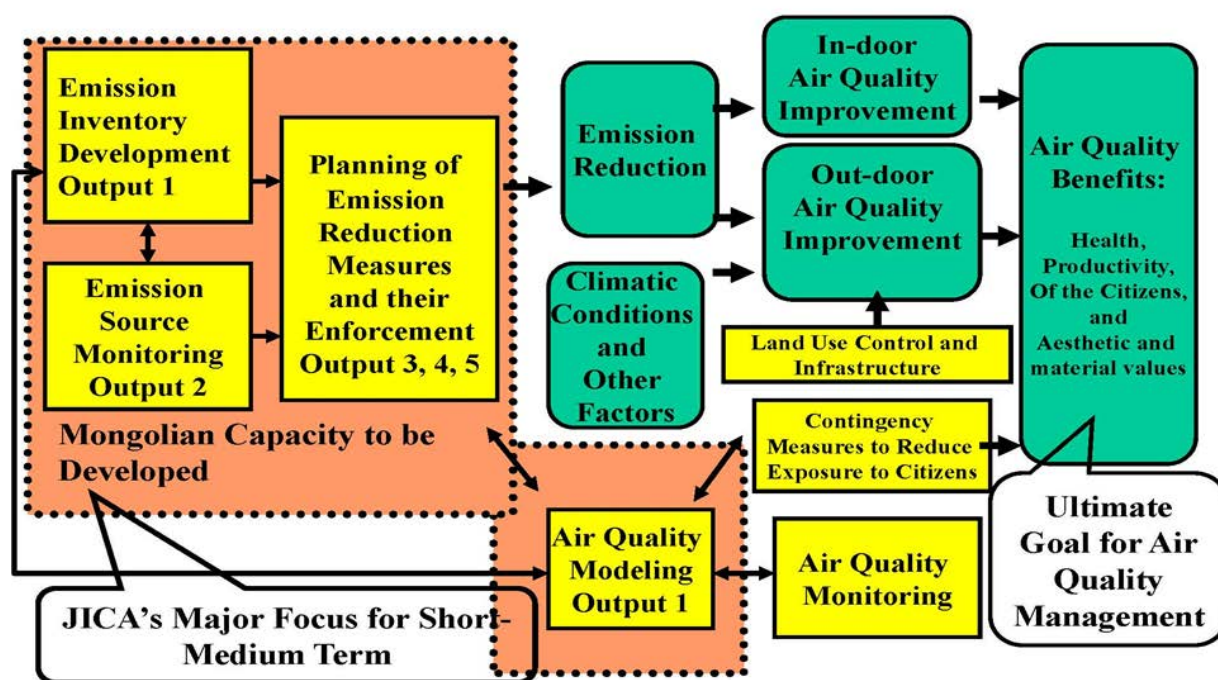 Emission
Inventory
Development
Output 1
Emission
Source
Monitoring
Output 2
Planning of
Emission
Reduction
Measures
and their
Enforcement
Output 3, 4, 5
Mongolian Capacity to be
Developed
JICA's Major Focus for Short-
Medium Term
Emission
Reduction
Climatic
Conditions
and
Other
Factors
In-door
Air Quality
Improvement
Out-door
Air Quality
Improvement
Land Use Control and
Infrastructure
Contingency
Measures to Reduce
Exposure to Citizens
Air Quality
Modeling
Output 1
Air Quality
Monitoring
Air Quality
Benefits:
Health,
Productivity,
Of the Citizens,
and
Aesthetic and
material values
Ultimate
Goal for Air
Quality
Management